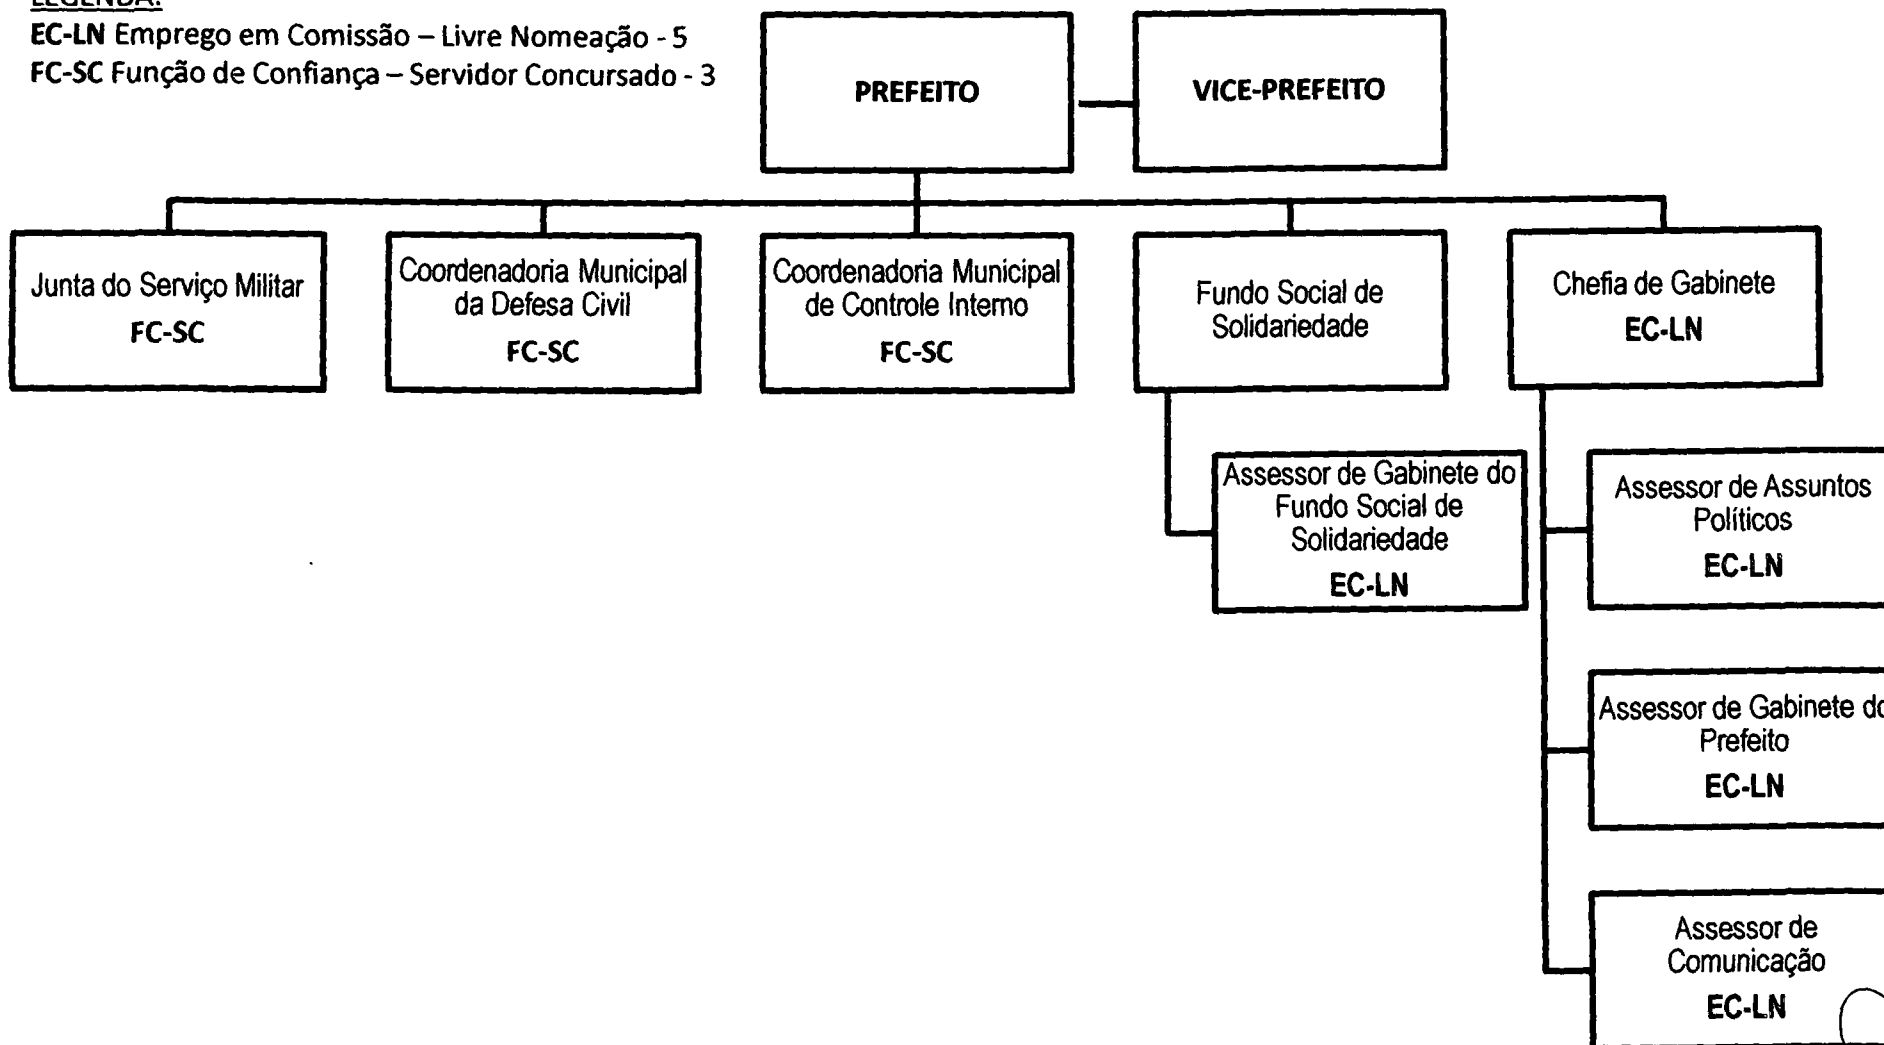 LEGENDA:
EC-LN Emprego em Comissão – Livre Nomeação - 5
FC-SC Função de Confiança – Servidor Concursado - 3
PREFEITO
VICE-PREFEITO
Junta do Serviço Militar
FC-SC
Coordenadoria Municipal
da Defesa Civil
FC-SC
Coordenadoria Municipal
de Controle Interno
FC-SC
Fundo Social de
Solidariedade
Chefia de Gabinete
EC-LN
Assessor de Gabinete do
Fundo Social de
Solidariedade
EC-LN
Assessor de Assuntos
Políticos
EC-LN
Assessor de Gabinete do
Prefeito
EC-LN
Assessor de
Comunicação
EC-LN